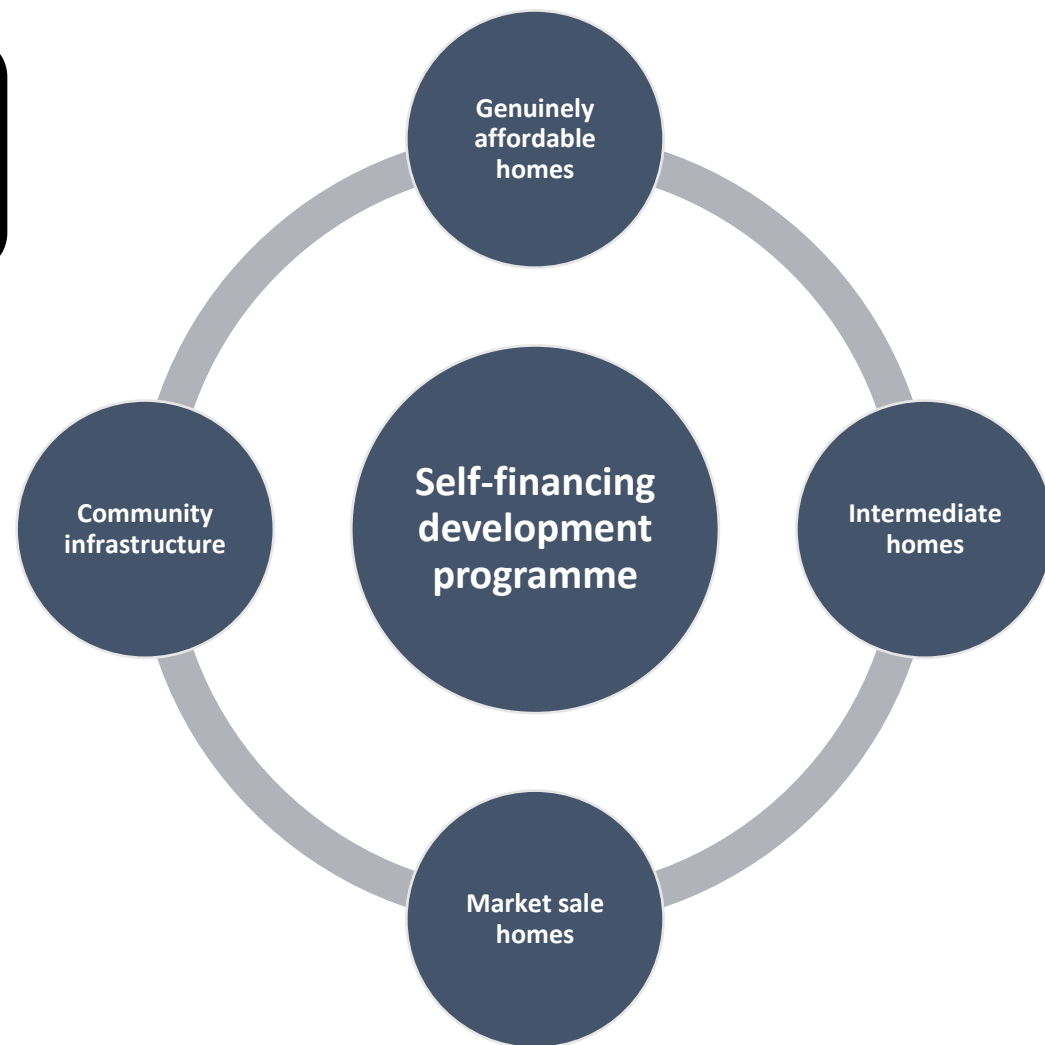 Genuinely
affordable
homes
Community
infrastructure
Self-financing
development
programme
Intermediate
homes
Market sale
homes